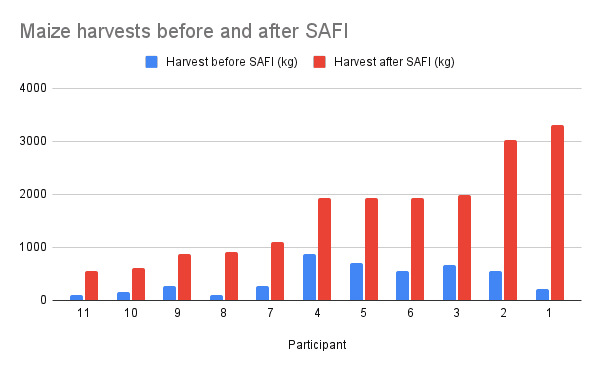 Maize harvests before and after SAFI
Harvest before SAFI (kg) Harvest after SAFI (kg)
4000
3000
2000
1000
0
11 10 9 8 7 4 5 6 3 2 1
Participant